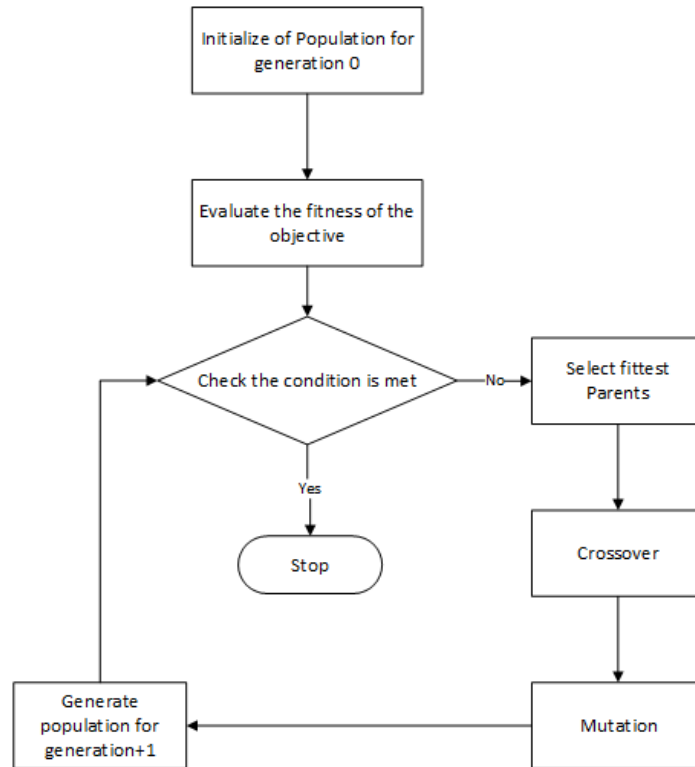 Initialize of Population for
generation 0
Evaluate the fitness of the
objective
Check the condition is met
No
Select fittest
Parents
Yes
Stop
Crossover
Mutation
Generate
population for
generation+1